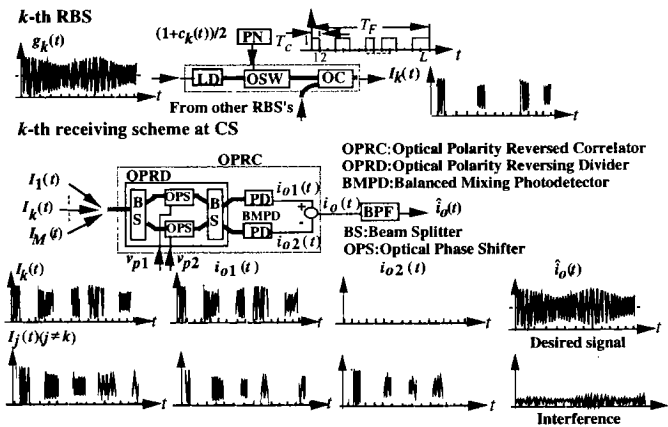 k-th RBS
g_k(t)
(1+c_k(t))/2
PN
T_C
T_F
1
1 2
L
t
LD
OSW
OC
I_k(t)
From other RBS's
t
t
k-th receiving scheme at CS
OPRC:Optical Polarity Reversed Correlator
OPRD:Optical Polarity Reversing Divider
BMPD:Balanced Mixing Photodetector
OPRC
OPRD
I_1(t)
I_k(t)
I_M(t)
BS
OPS
OPS
BS
PD
BMPD
PD
i_o1(t)
+
-
i_o2(t)
i_o(t)
BPF
î_o(t)
BS:Beam Splitter
OPS:Optical Phase Shifter
v_p1
v_p2
I_k(t)
i_o1(t)
i_o2(t)
î_o(t)
t
t
t
t
Desired signal
I_j(t)(j≠k)
t
t
t
t
Interference